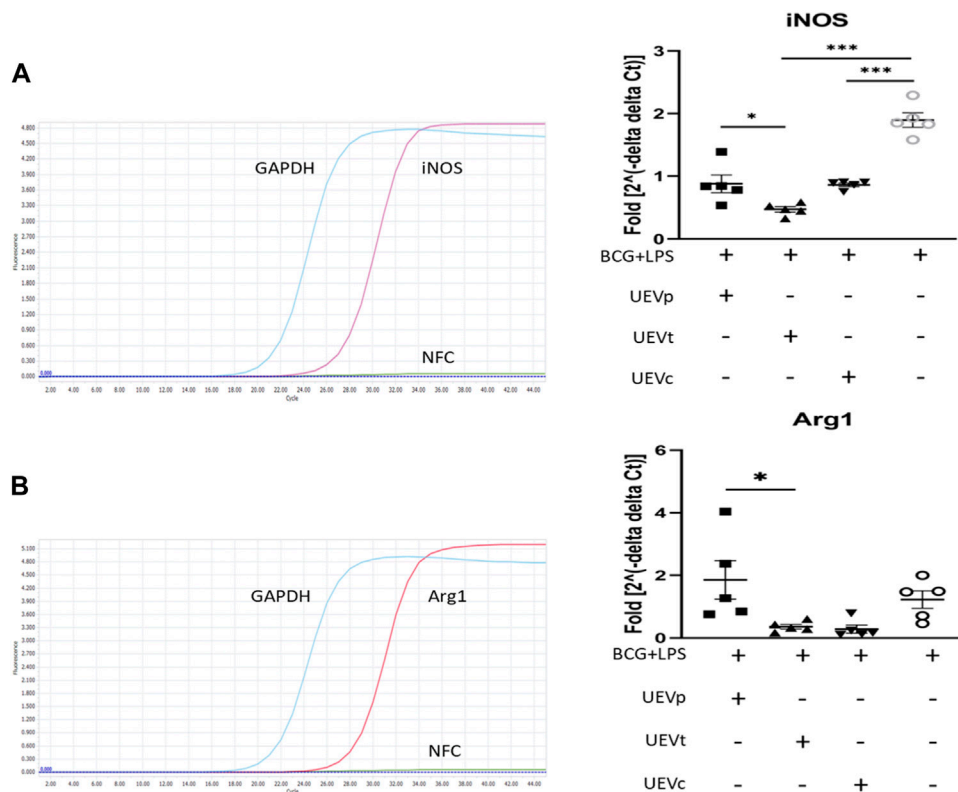 A
4.800
4.500
4.200
3.900
3.600
3.300
3.000
2.700
2.400
2.100
1.800
1.500
1.200
0.900
0.600
0.300
0.000
Fluorescence
GAPDH
iNOS
NFC
0.000
2.00 4.00 6.00 8.00 10.00 12.00 14.00 16.00 18.00 20.00 22.00 24.00 26.00 28.00 30.00 32.00 34.00 36.00 38.00 40.00 42.00 44.00
Cycle
iNOS
Fold [2^(-delta delta Ct)]
3
2
1
0
***
***
*
BCG+LPS + + + +
UEVp + - - -
UEVt - + - -
UEVc - - + -
B
5.100
4.800
4.500
4.200
3.900
3.600
3.300
3.000
2.700
2.400
2.100
1.800
1.500
1.200
0.900
0.600
0.300
0.000
Fluorescence
GAPDH
Arg1
NFC
0.000
2.00 4.00 6.00 8.00 10.00 12.00 14.00 16.00 18.00 20.00 22.00 24.00 26.00 28.00 30.00 32.00 34.00 36.00 38.00 40.00 42.00 44.00
Cycle
Arg1
Fold [2^(-delta delta Ct)]
6
4
2
0
*
BCG+LPS + + + +
UEVp + - - -
UEVt - + - -
UEVc - - + -